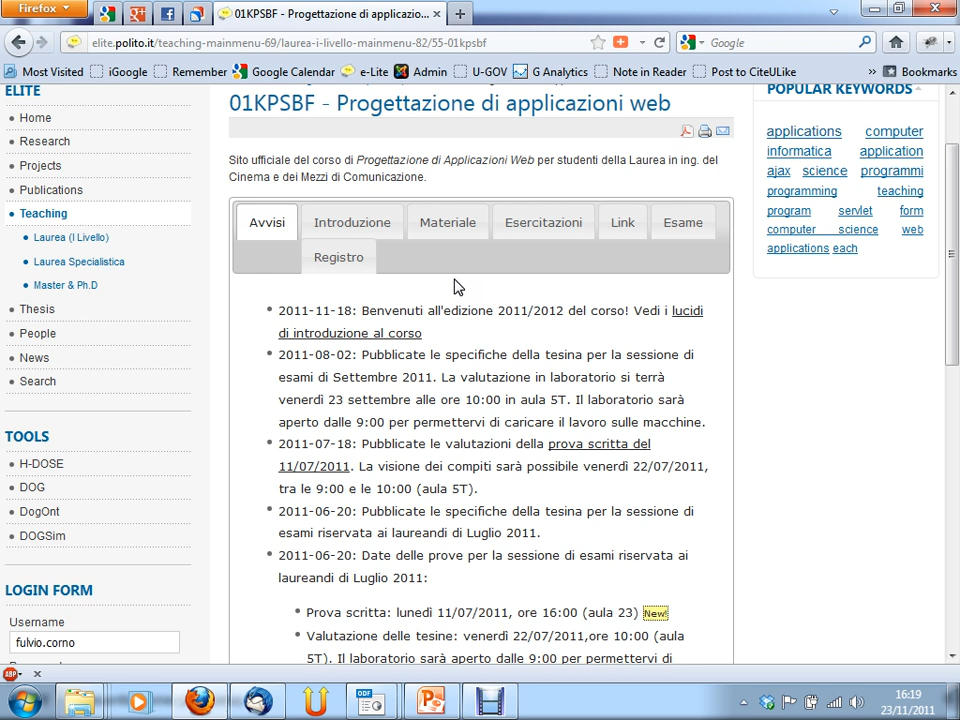 Firefox
01KPSBF - Progettazione di applicazio...
elite.polito.it/teaching-mainmenu-69/laurea-i-livello-mainmenu-82/55-01kpsbf
Google
Most Visited iGoogle Remember Google Calendar e-Lite Admin U-GOV G Analytics Note in Reader Post to CiteULike » Bookmarks
ELITE
Home
Research
Projects
Publications
Teaching
Laurea (I Livello)
Laurea Specialistica
Master & Ph.D
Thesis
People
News
Search
TOOLS
H-DOSE
DOG
DogOnt
DOGSim
LOGIN FORM
Username
fulvio.corno
01KPSBF - Progettazione di applicazioni web
Sito ufficiale del corso di Progettazione di Applicazioni Web per studenti della Laurea in ing. del
Cinema e dei Mezzi di Comunicazione.
Avvisi Introduzione Materiale Esercitazioni Link Esame
Registro
2011-11-18: Benvenuti all'edizione 2011/2012 del corso! Vedi i lucidi
di introduzione al corso
2011-08-02: Pubblicate le specifiche della tesina per la sessione di
esami di Settembre 2011. La valutazione in laboratorio si terrà
venerdì 23 settembre alle ore 10:00 in aula 5T. Il laboratorio sarà
aperto dalle 9:00 per permettervi di caricare il lavoro sulle macchine.
2011-07-18: Pubblicate le valutazioni della prova scritta del
11/07/2011. La visione dei compiti sarà possibile venerdì 22/07/2011,
tra le 9:00 e le 10:00 (aula 5T).
2011-06-20: Pubblicate le specifiche della tesina per la sessione di
esami riservata ai laureandi di Luglio 2011.
2011-06-20: Date delle prove per la sessione di esami riservata ai
laureandi di Luglio 2011:
Prova scritta: lunedì 11/07/2011, ore 16:00 (aula 23) New!
Valutazione delle tesine: venerdì 22/07/2011,ore 10:00 (aula
5T). Il laboratorio sarà aperto dalle 9:00 per permettervi di
POPULAR KEYWORDS
applications computer
informatica application
ajax science programmi
programming teaching
program servlet form
computer science web
applications each
ABP
ODF
16:19
23/11/2011